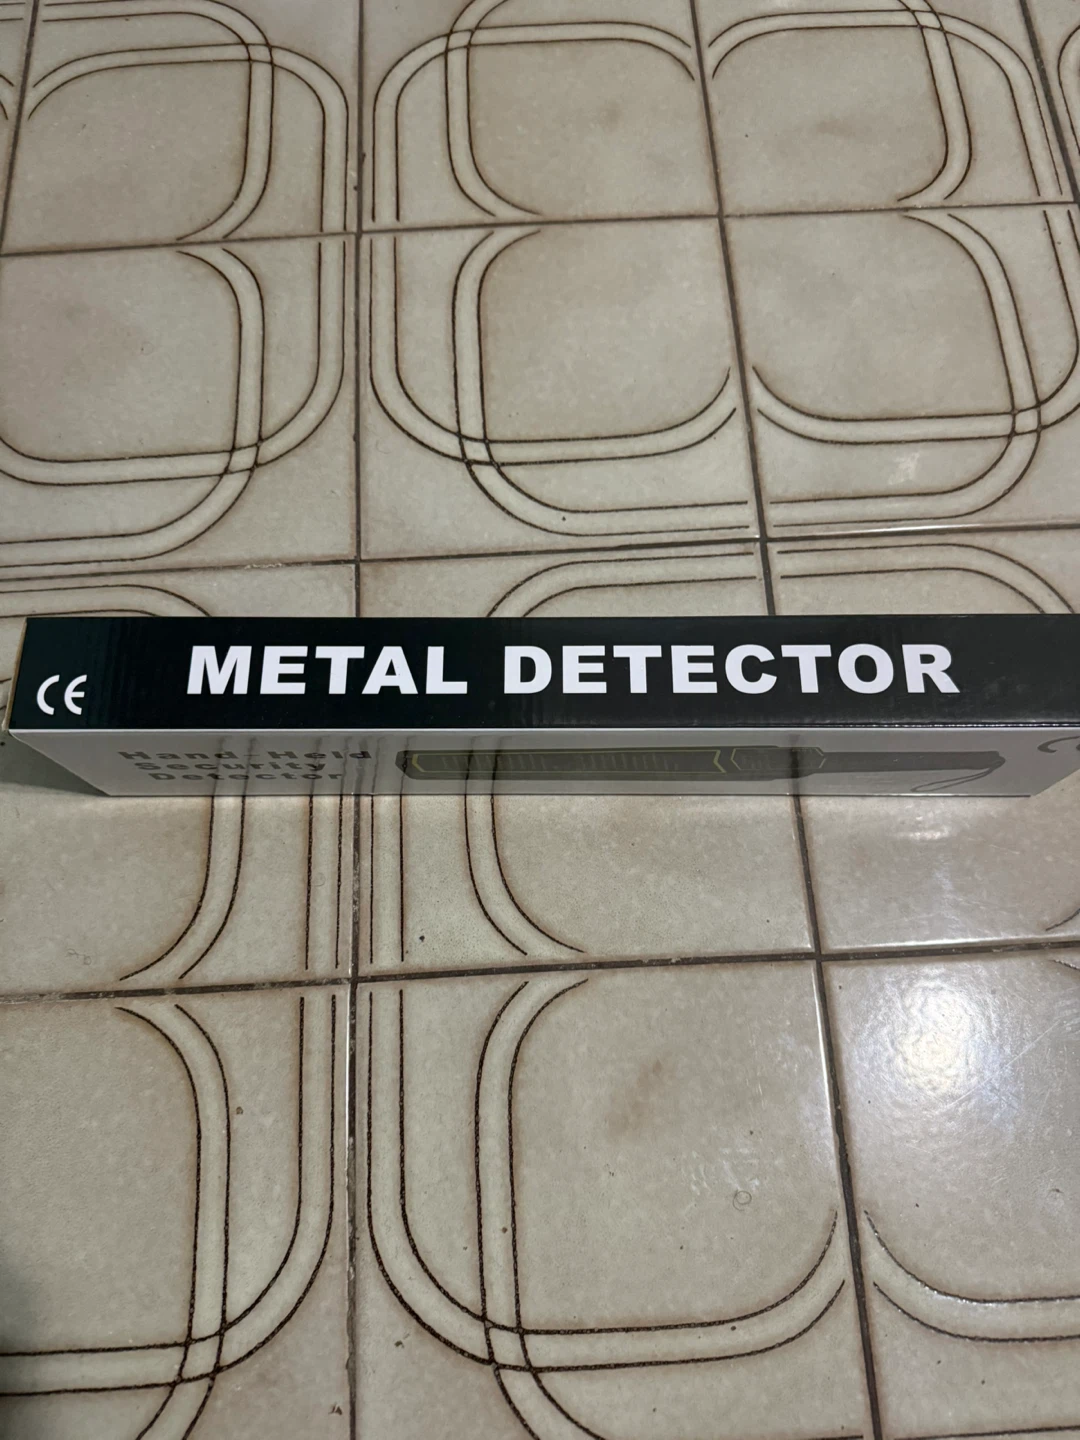 CE
METAL DETECTOR
Hand-Held
Security
Detector